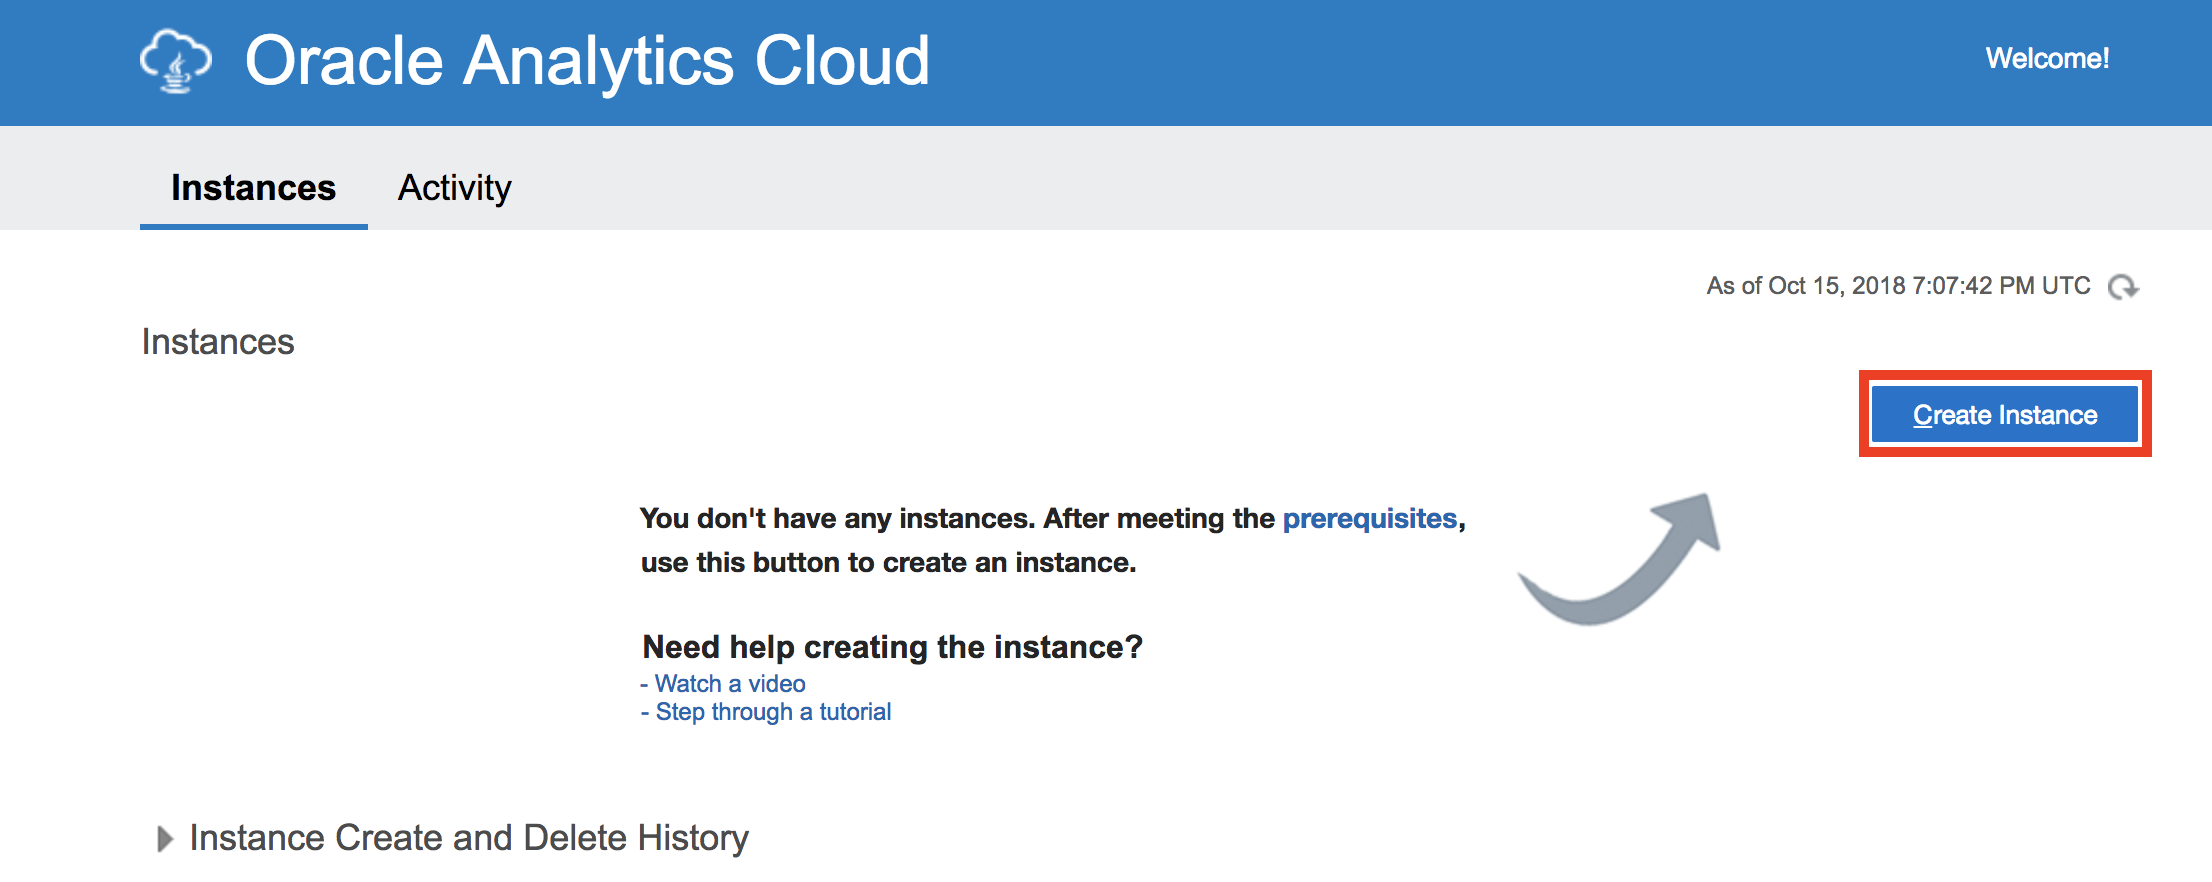 Oracle Analytics Cloud
Welcome!
Instances
Activity
As of Oct 15, 2018 7:07:42 PM UTC
Instances
Create Instance
You don't have any instances. After meeting the prerequisites,
use this button to create an instance.
Need help creating the instance?
- Watch a video
- Step through a tutorial
Instance Create and Delete History